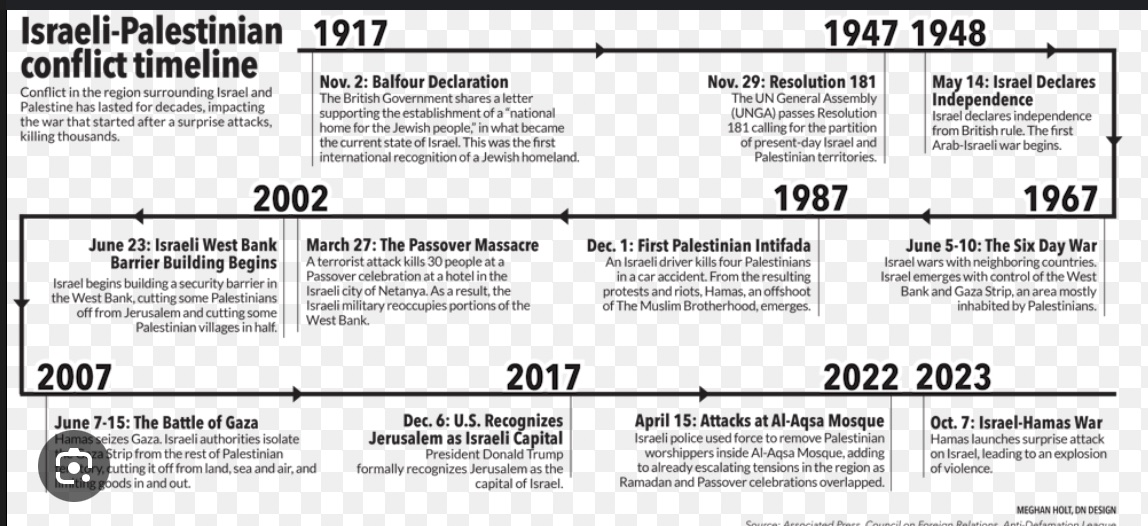 Israeli-Palestinian
conflict timeline
Conflict in the region surrounding Israel and
Palestine has lasted for decades, impacting
the war that started after a surprise attacks,
killing thousands.
1917
Nov. 2: Balfour Declaration
The British Government shares a letter
supporting the establishment of a “national
home for the Jewish people,” in what became
the current state of Israel. This was the first
international recognition of a Jewish homeland.
1947
Nov. 29: Resolution 181
The UN General Assembly
(UNGA) passes Resolution
181 calling for the partition
of present-day Israel and
Palestinian territories.
1948
May 14: Israel Declares
Independence
Israel declares independence
from British rule. The first
Arab-Israeli war begins.
1967
June 5-10: The Six Day War
Israel wars with neighboring countries.
Israel emerges with control of the West
Bank and Gaza Strip, an area mostly
inhabited by Palestinians.
1987
Dec. 1: First Palestinian Intifada
An Israeli driver kills four Palestinians
in a car accident. From the resulting
protests and riots, Hamas, an offshoot
of The Muslim Brotherhood, emerges.
2002
March 27: The Passover Massacre
A terrorist attack kills 30 people at a
Passover celebration at a hotel in the
Israeli city of Netanya. As a result, the
Israeli military reoccupies portions of the
West Bank.
June 23: Israeli West Bank
Barrier Building Begins
Israel begins building a security barrier in
the West Bank, cutting some Palestinians
off from Jerusalem and cutting some
Palestinian villages in half.
2007
June 7-15: The Battle of Gaza
Hamas seizes Gaza. Israeli authorities isolate
Strip from the rest of Palestinian
cutting it off from land, sea and air, and
goods in and out.
2017
Dec. 6: U.S. Recognizes
Jerusalem as Israeli Capital
President Donald Trump
formally recognizes Jerusalem as the
capital of Israel.
2022
April 15: Attacks at Al-Aqsa Mosque
Israeli police used force to remove Palestinian
worshippers inside Al-Aqsa Mosque, adding
to already escalating tensions in the region as
Ramadan and Passover celebrations overlapped.
2023
Oct. 7: Israel-Hamas War
Hamas launches surprise attack
on Israel, leading to an explosion
of violence.
MEGHAN HOLT, DN DESIGN
Source: Associated Press, Council on Foreign Relations, Anti-Defamation League